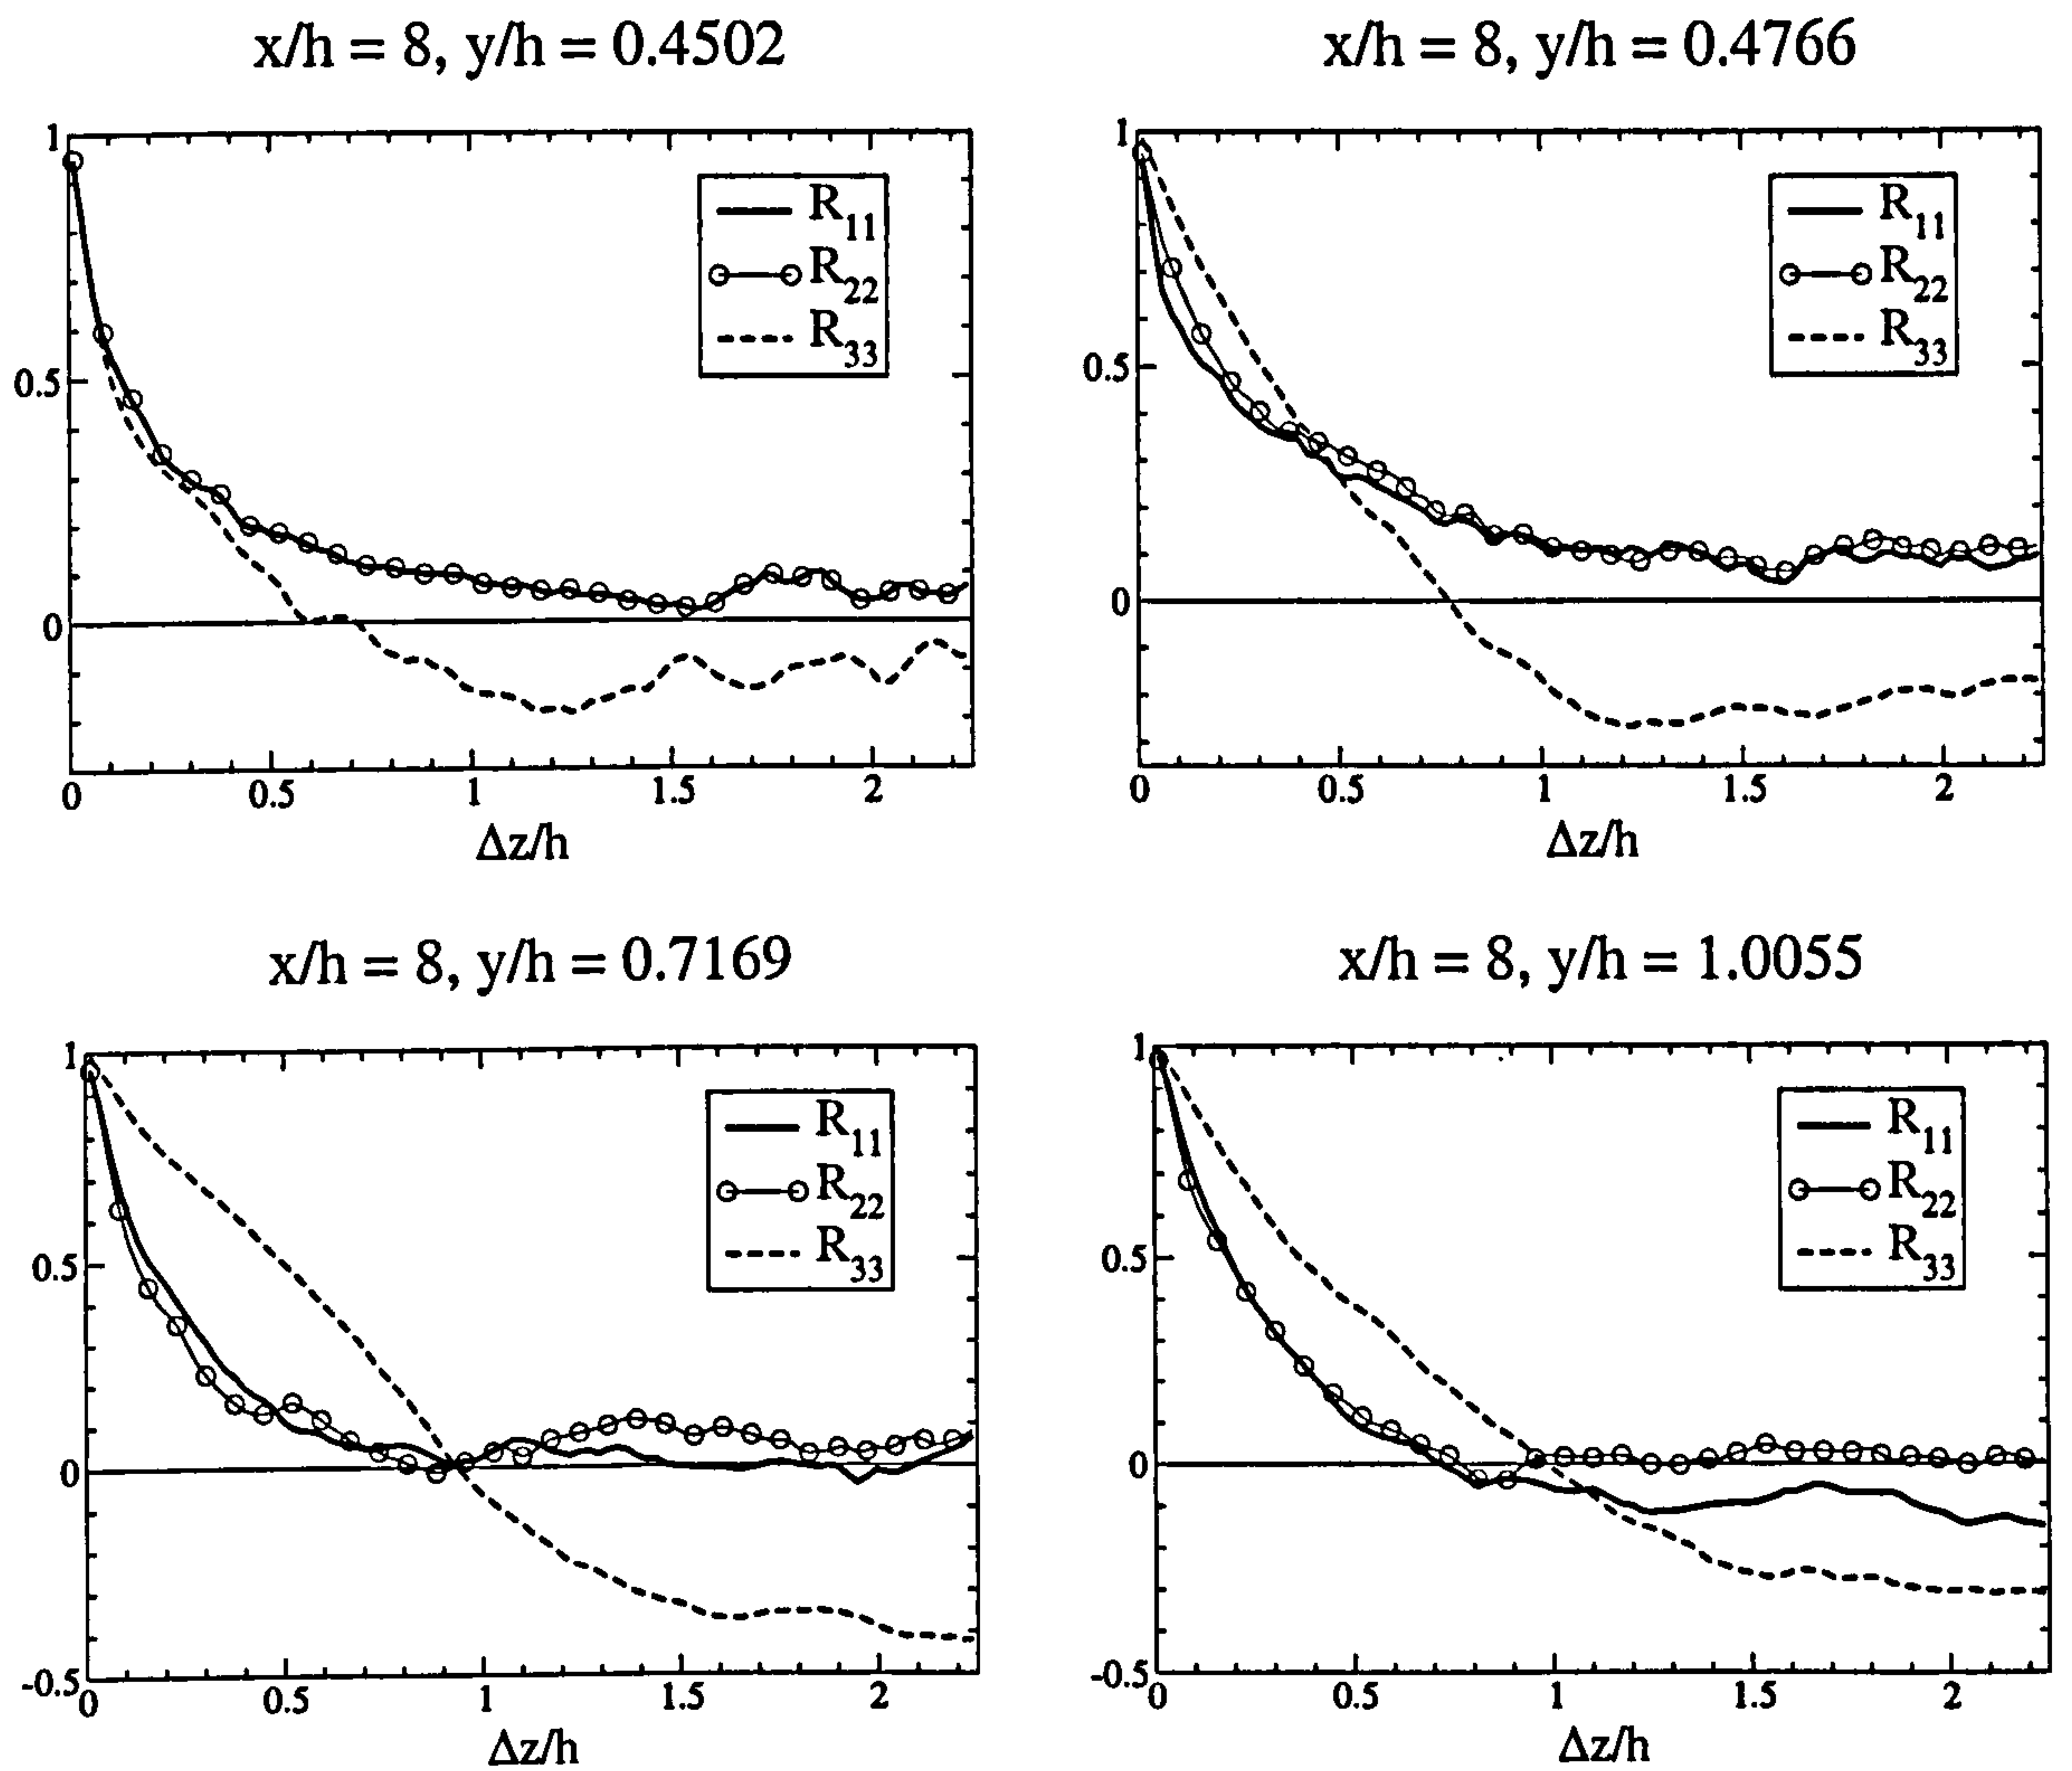 x/h = 8, y/h = 0.4502
1
0.5
0
0
0.5
1
1.5
2
R11
R22
R33
Δz/h
x/h = 8, y/h = 0.4766
1
0.5
0
0
0.5
1
1.5
2
R11
R22
R33
Δz/h
x/h = 8, y/h = 0.7169
1
0.5
0
-0.5
0
0.5
1
1.5
2
R11
R22
R33
Δz/h
x/h = 8, y/h = 1.0055
1
0.5
0
-0.5
0
0.5
1
1.5
2
R11
R22
R33
Δz/h